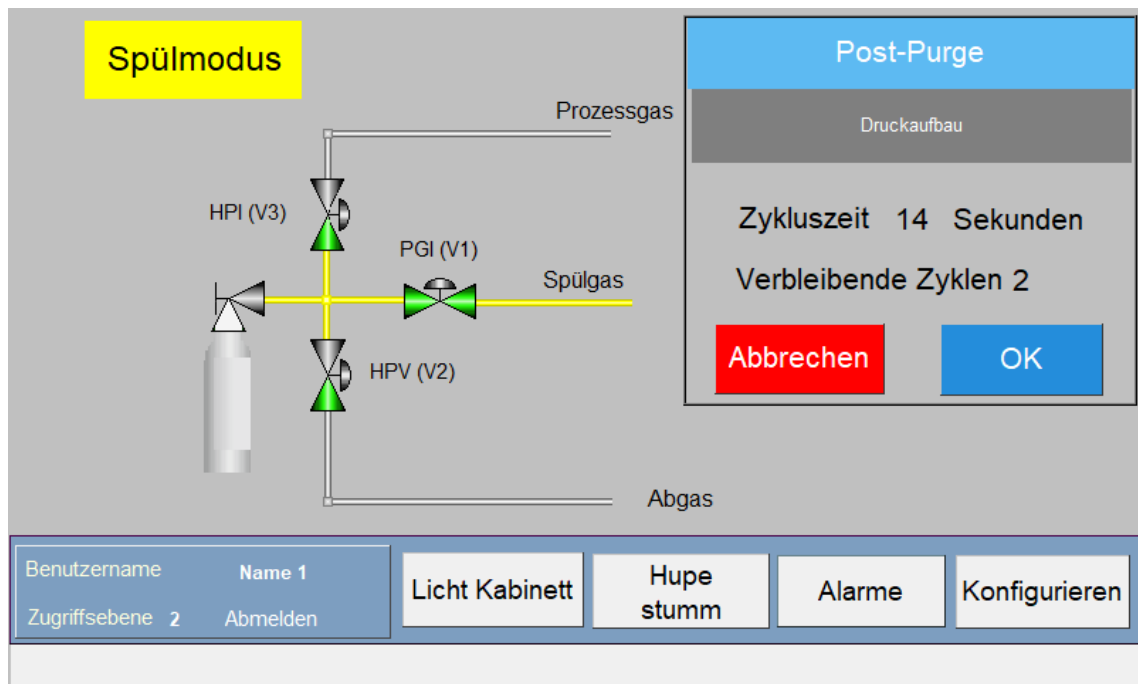 Spülmodus
Prozessgas
HPI (V3)
PGI (V1)
Spülgas
HPV (V2)
Abgas
Post-Purge
Druckaufbau
Zykluszeit 14 Sekunden
Verbleibende Zyklen 2
Abbrechen
OK
Benutzername Name 1
Zugriffsebene 2 Abmelden
Licht Kabinett
Hupe
stumm
Alarme
Konfigurieren